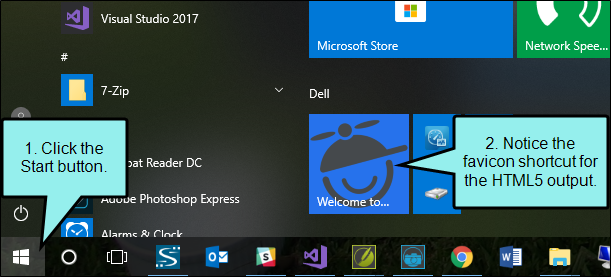 Visual Studio 2017
#
7-Zip
bat Reader DC
Adobe Photoshop Express
Alarms & Clock
Microsoft Store
Network Spee...
Dell
Welcome to...
1. Click the
Start button.
2. Notice the
favicon shortcut for
the HTML5 output.